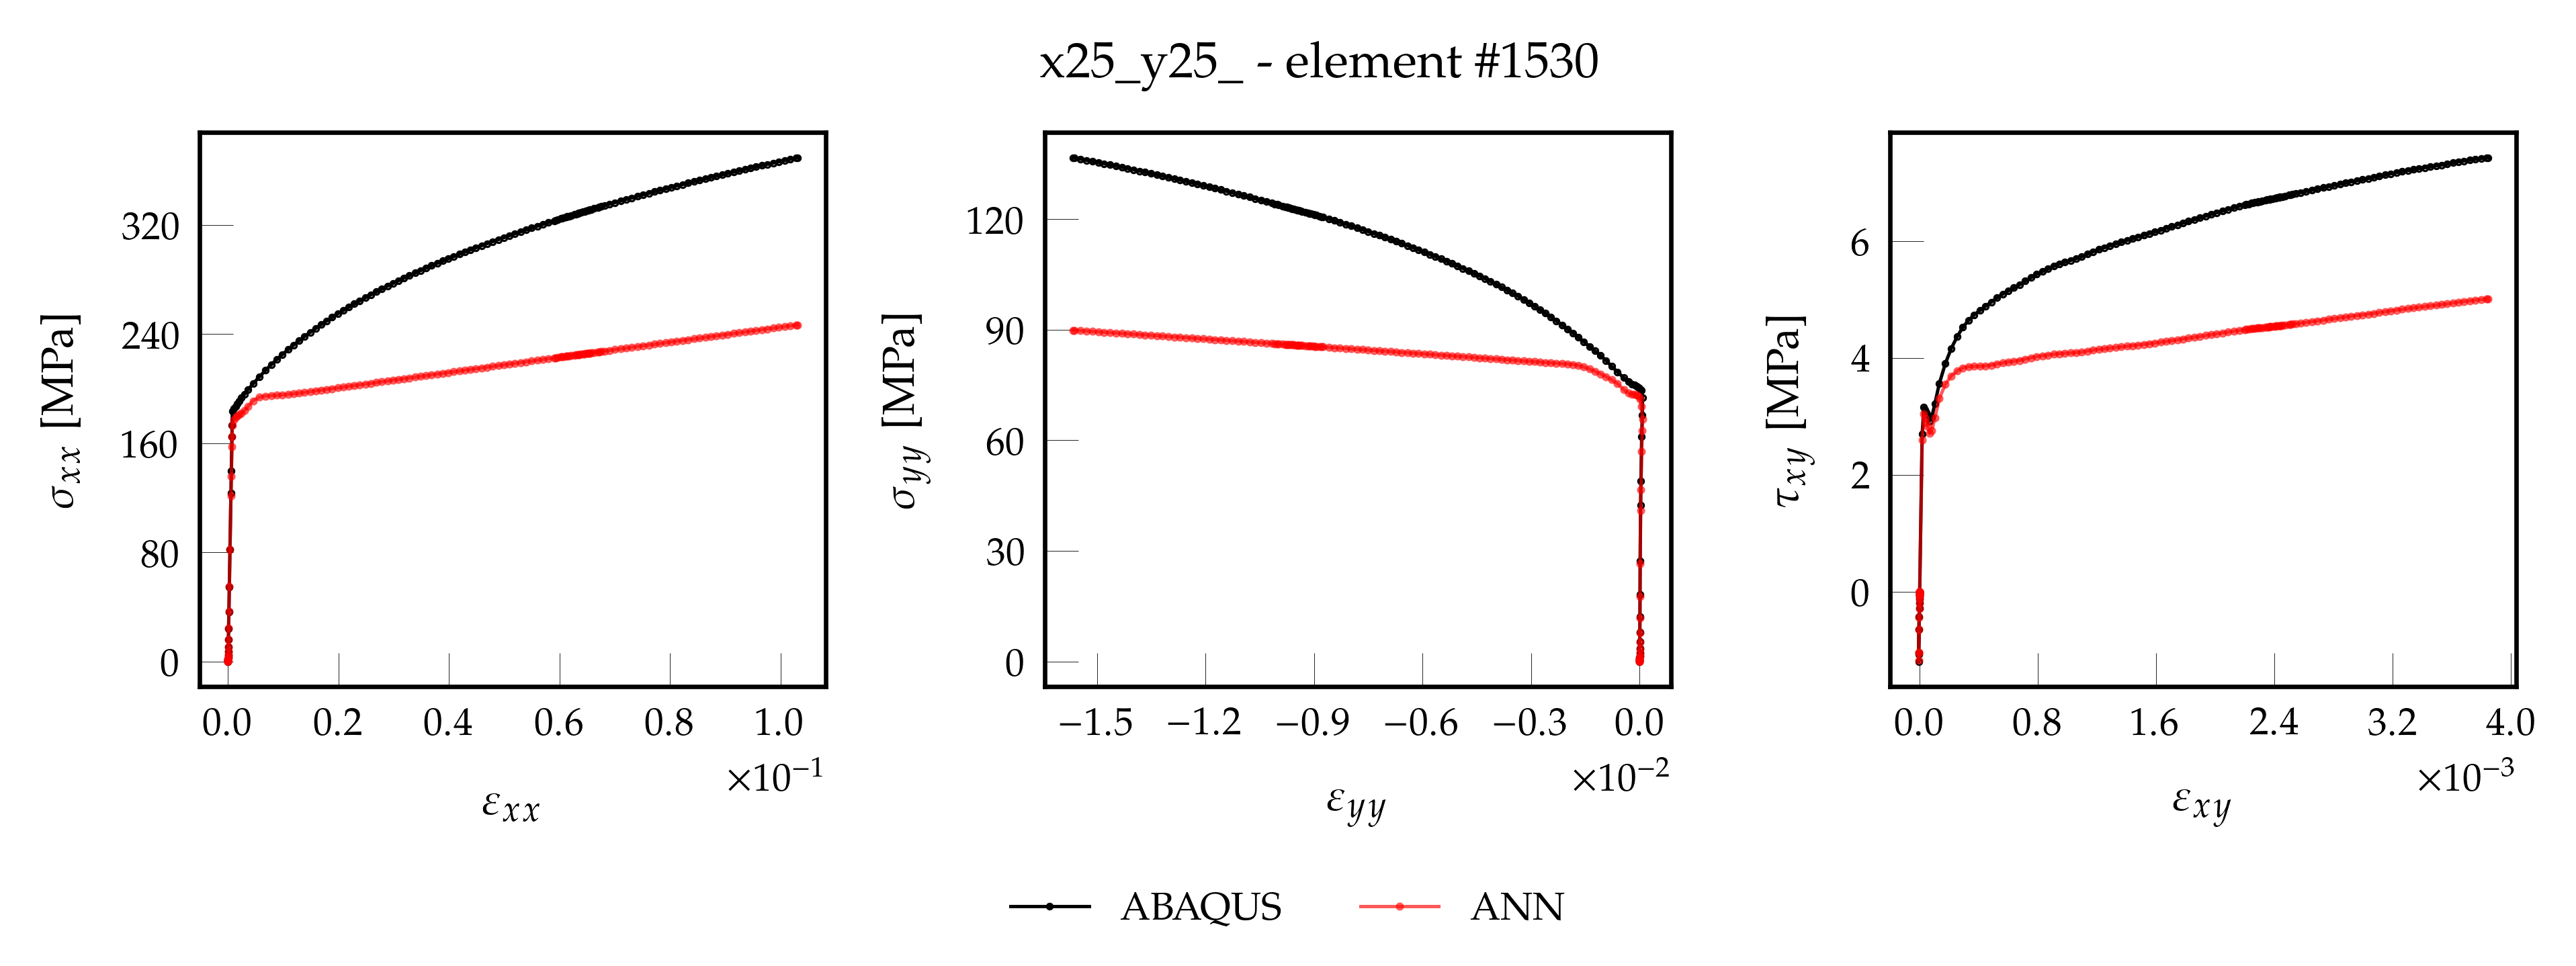 x25_y25_ - element #1530
σxx [MPa]
320
240
160
80
0
0.0 0.2 0.4 0.6 0.8 1.0
×10−1
εxx
σyy [MPa]
120
90
60
30
0
−1.5 −1.2 −0.9 −0.6 −0.3 0.0
×10−2
εyy
τxy [MPa]
6
4
2
0
0.0 0.8 1.6 2.4 3.2 4.0
×10−3
εxy
ABAQUS ANN